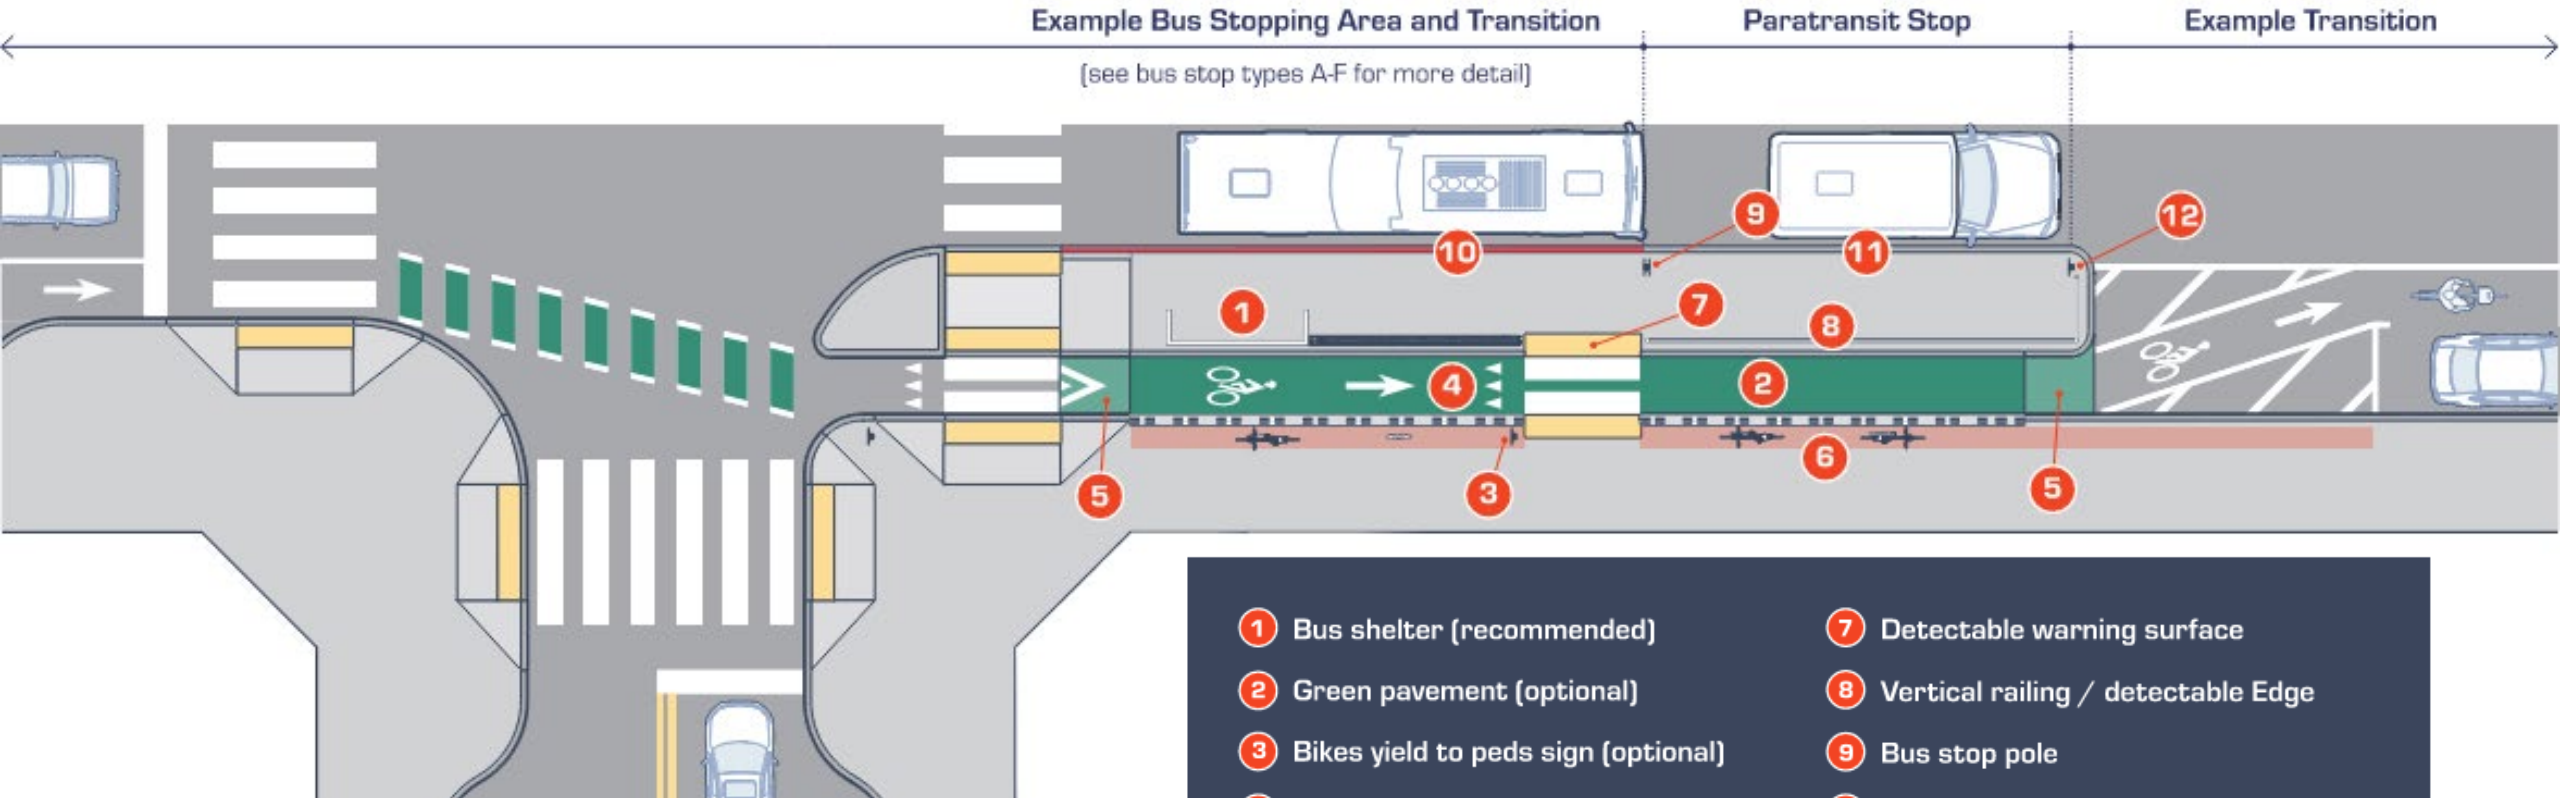 Example Bus Stopping Area and Transition
Paratransit Stop
Example Transition
(see bus stop types A-F for more detail)
9
12
10
11
1
7
8
4
2
5
3
6
5
1 Bus shelter (recommended)
2 Green pavement (optional)
3 Bikes yield to peds sign (optional)
7 Detectable warning surface
8 Vertical railing / detectable Edge
9 Bus stop pole